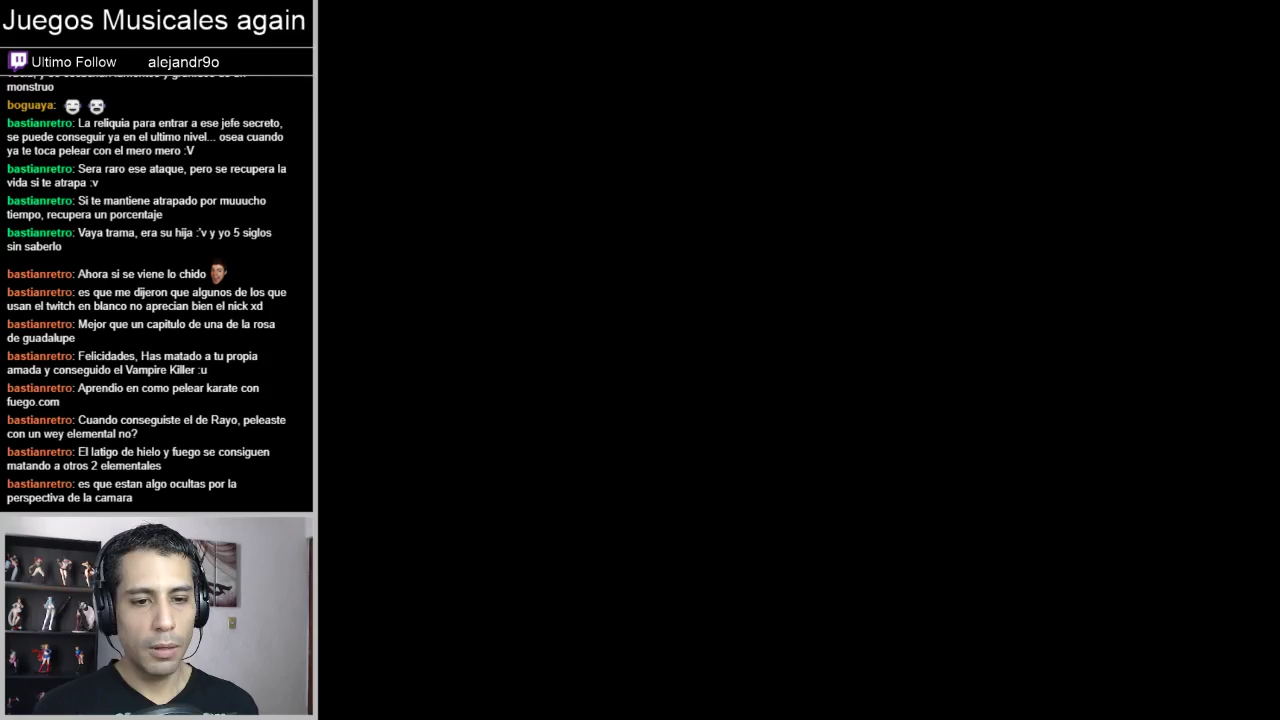 Juegos Musicales again
Ultimo Follow alejandr9o
monstruo
boguaya:
bastianretro: La reliquia para entrar a ese jefe secreto,
se puede conseguir ya en el ultimo nivel... osea cuando
ya te toca pelear con el mero mero :V
bastianretro: Sera raro ese ataque, pero se recupera la
vida si te atrapa :v
bastianretro: Si te mantiene atrapado por muuucho
tiempo, recupera un porcentaje
bastianretro: Vaya trama, era su hija :'v y yo 5 siglos
sin saberlo
bastianretro: Ahora si se viene lo chido
bastianretro: es que me dijeron que algunos de los que
usan el twitch en blanco no aprecian bien el nick xd
bastianretro: Mejor que un capitulo de una de la rosa
de guadalupe
bastianretro: Felicidades, Has matado a tu propia
amada y conseguido el Vampire Killer :u
bastianretro: Aprendio en como pelear karate con
fuego.com
bastianretro: Cuando conseguiste el de Rayo, peleaste
con un wey elemental no?
bastianretro: El latigo de hielo y fuego se consiguen
matando a otros 2 elementales
bastianretro: es que estan algo ocultas por la
perspectiva de la camara